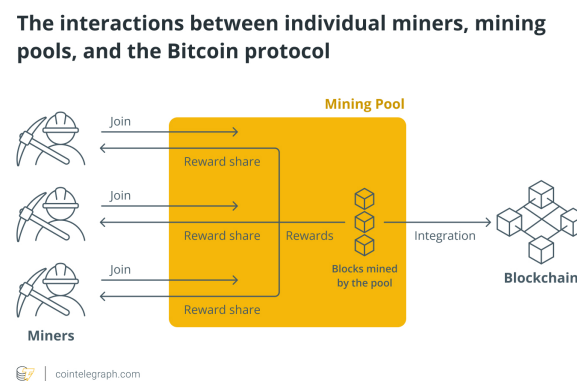 The interactions between individual miners, mining
pools, and the Bitcoin protocol
Mining Pool
Join
Reward share
Join
Reward share
Rewards
Integration
Join
Reward share
Blocks mined
by the pool
Blockchain
Miners
cointelegraph.com